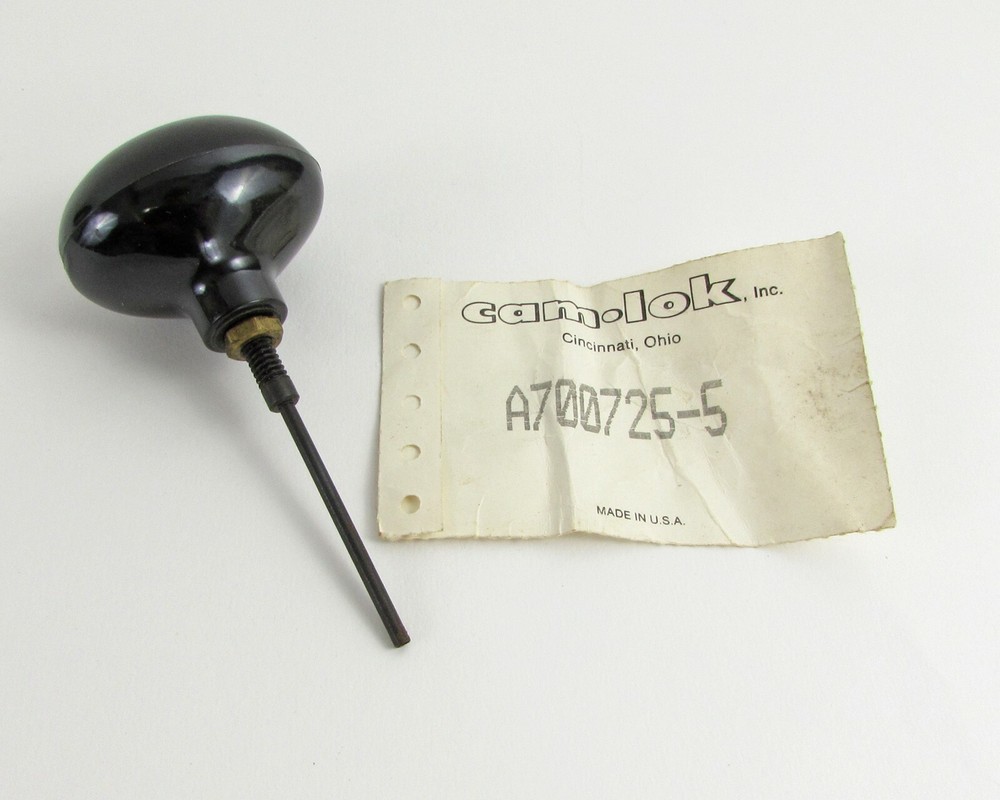 cam·lok, Inc.
Cincinnati, Ohio
A700725-5
MADE IN U.S.A.